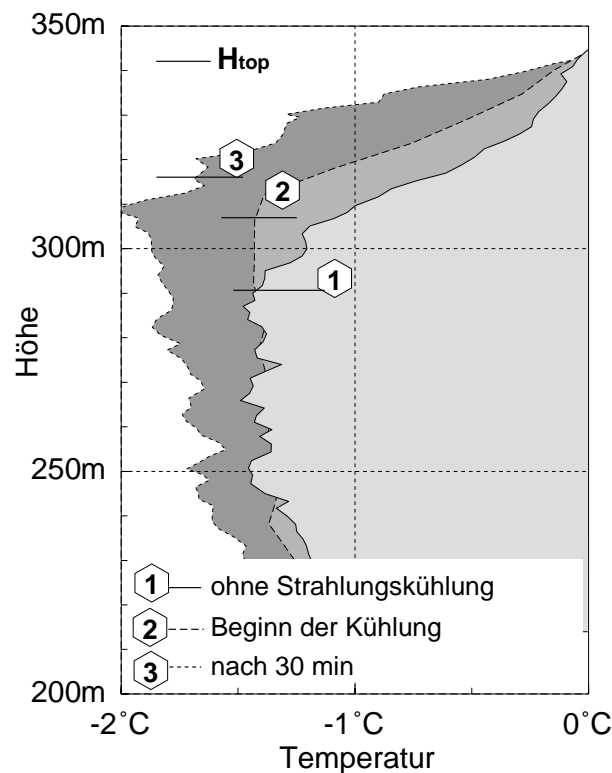 350m
Htop
3
2
300m
1
Höhe
250m
1 ohne Strahlungskühlung
2 Beginn der Kühlung
3 nach 30 min
200m
-2°C -1°C 0°C
Temperatur